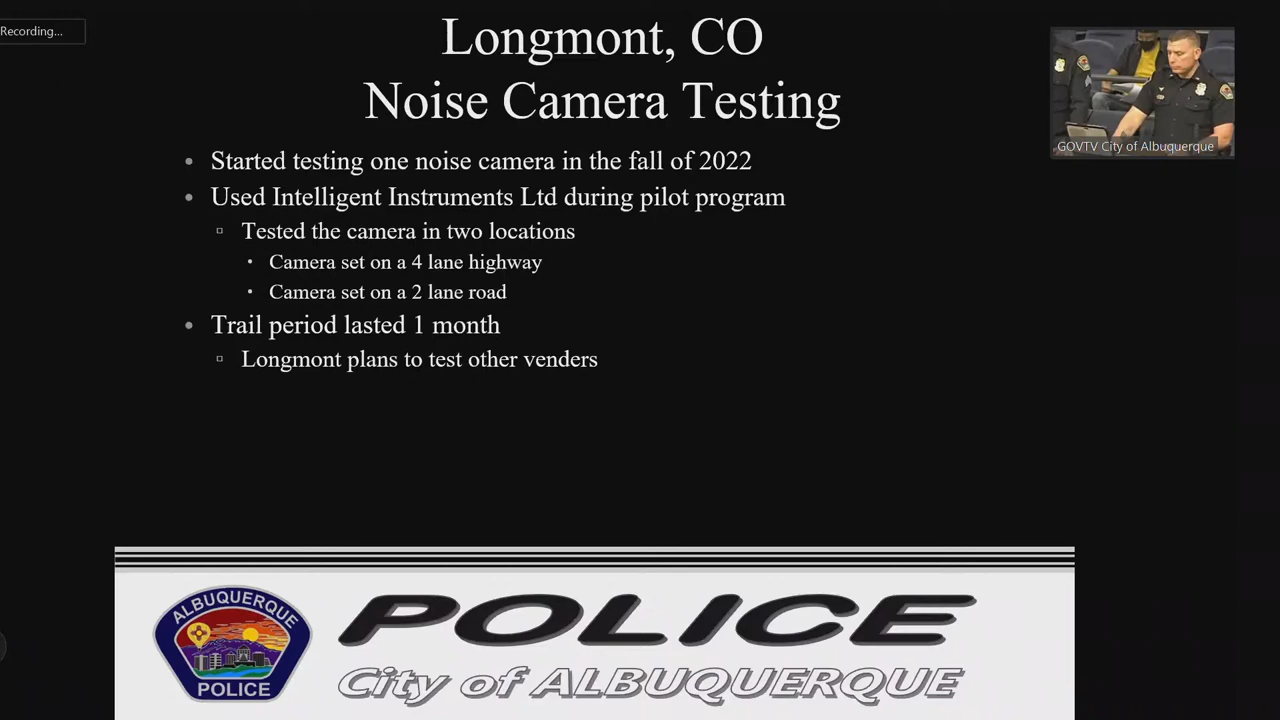 Recording...
Longmont, CO
Noise Camera Testing
Started testing one noise camera in the fall of 2022
Used Intelligent Instruments Ltd during pilot program
Tested the camera in two locations
Camera set on a 4 lane highway
Camera set on a 2 lane road
Trail period lasted 1 month
Longmont plans to test other venders
GOVTV City of Albuquerque
ALBUQUERQUE
POLICE
POLICE
City of ALBUQUERQUE